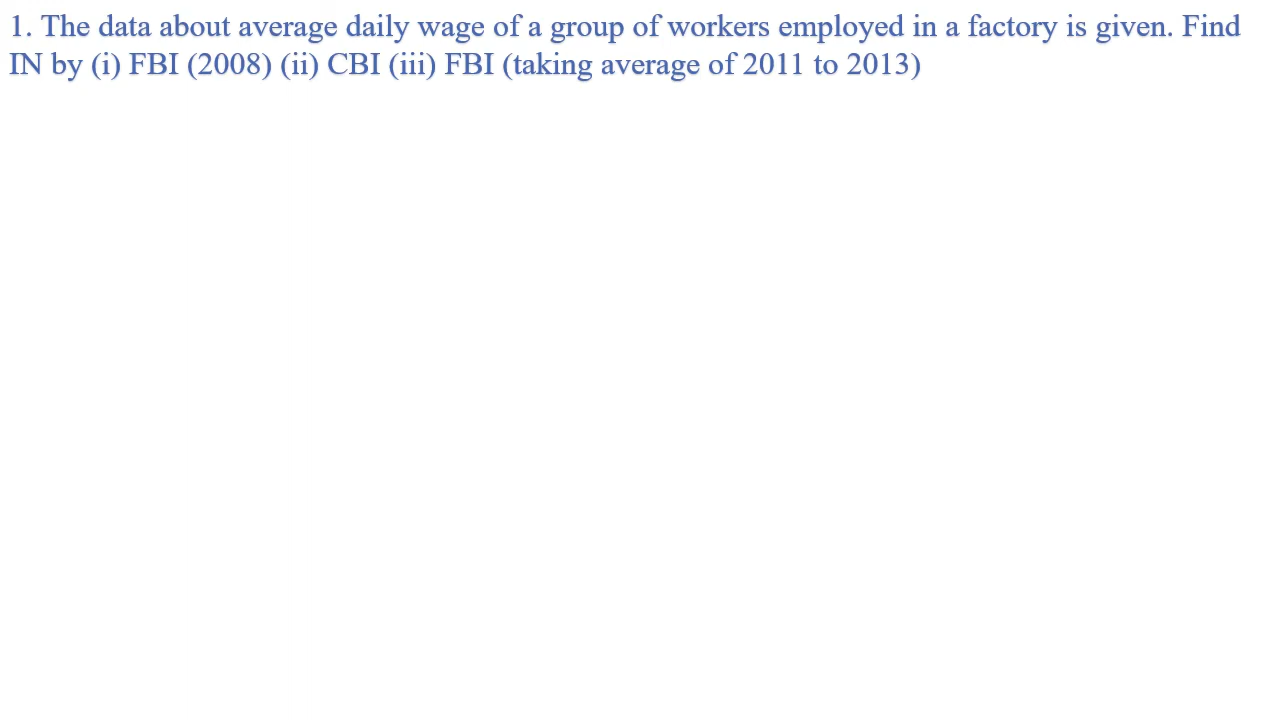 1. The data about average daily wage of a group of workers employed in a factory is given. Find
IN by (i) FBI (2008) (ii) CBI (iii) FBI (taking average of 2011 to 2013)